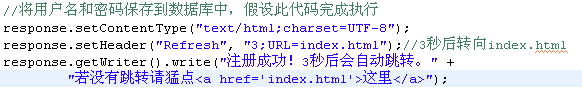 //将用户名和密码保存到数据库中，假设此代码完成执行
response.setContentType("text/html;charset=UTF-8");
response.setHeader("Refresh", "3;URL=index.html");//3秒后转向index.html
response.getWriter().write("注册成功！3秒后会自动跳转。" +
"若没有跳转请猛点<a href='index.html'>这里</a>");